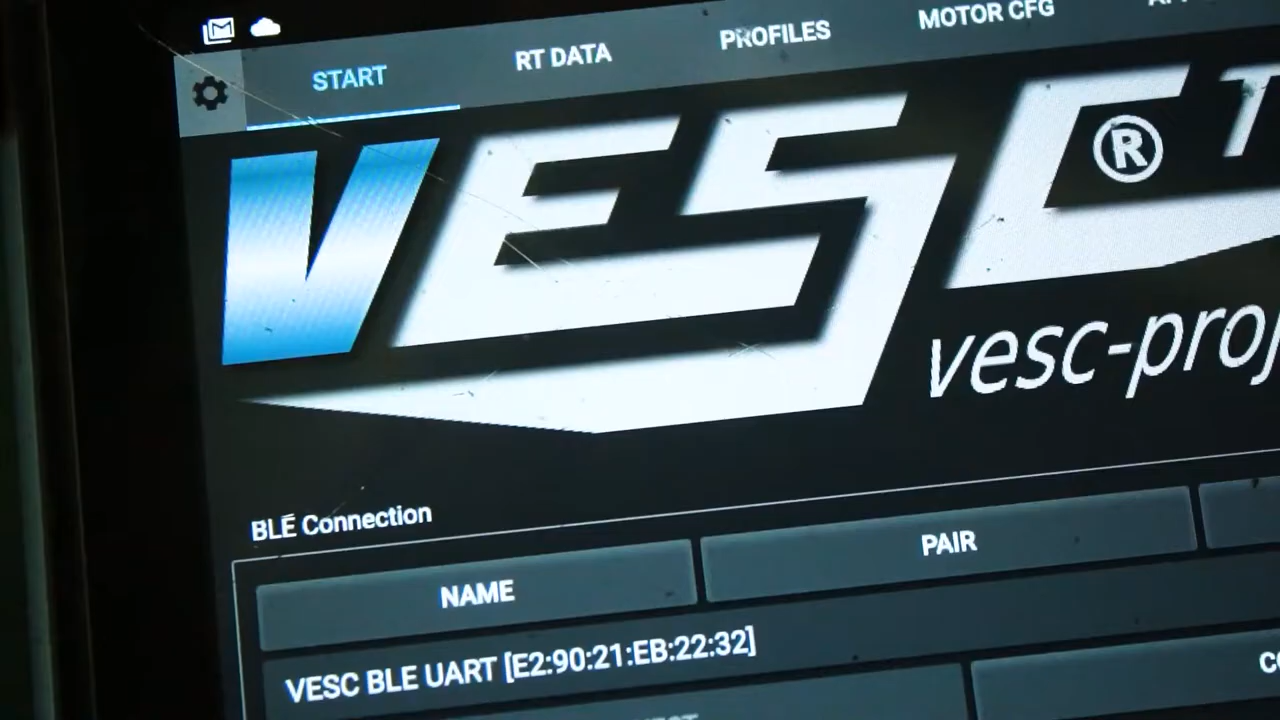 START RT DATA PROFILES MOTOR CFG
VESC®
vesc-proj
BLE Connection
NAME PAIR
VESC BLE UART [E2:90:21:EB:22:32]